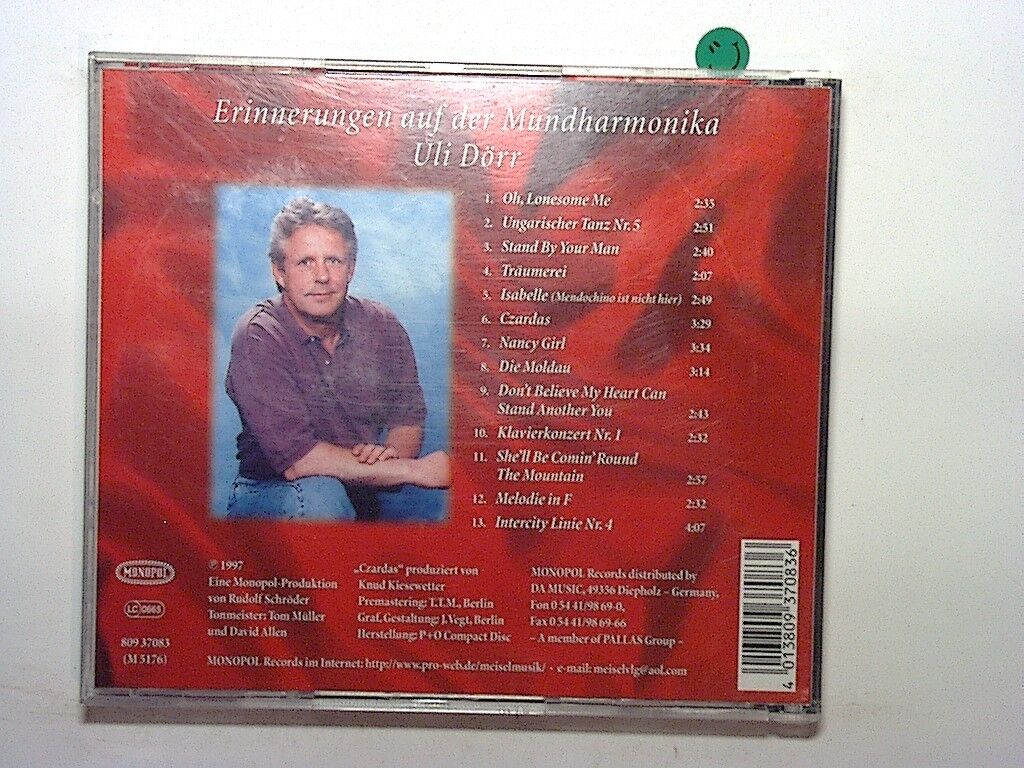 Erinnerungen auf der Mundharmonika
Uli Dörr
1. Oh, Lonesome Me 2:35
2. Ungarischer Tanz Nr. 5 2:51
3. Stand By Your Man 2:40
4. Träumerei 2:07
5. Isabelle (Mendochino ist nicht hier) 2:49
6. Czardas 3:29
7. Nancy Girl 3:34
8. Die Moldau 3:14
9. Don't Believe My Heart Can
Stand Another You 2:43
10. Klavierkonzert Nr. 1 2:32
11. She'll Be Comin' Round
The Mountain 2:57
12. Melodie in F 2:32
13. Intercity Linie Nr. 4 4:07
MONOPOL
LC 0665
809 37083
(M 5176)
℗ 1997
Eine Monopol-Produktion
von Rudolf Schröder
Tonmeister: Tom Müller
und David Allen
„Czardas" produziert von
Knud Kiesewetter
Premastering: T.T.M., Berlin
Graf. Gestaltung: J. Vegt, Berlin
Herstellung: P+O Compact Disc
MONOPOL Records distributed by
DA MUSIC, 49356 Diepholz – Germany,
Fon 0 54 41/98 69-0,
Fax 0 54 41/98 69-66
– A member of PALLAS Group –
MONOPOL Records im Internet: http://www.pro-web.de/meiselmusik/ · e-mail: meiselvlg@aol.com
4 013809 370836